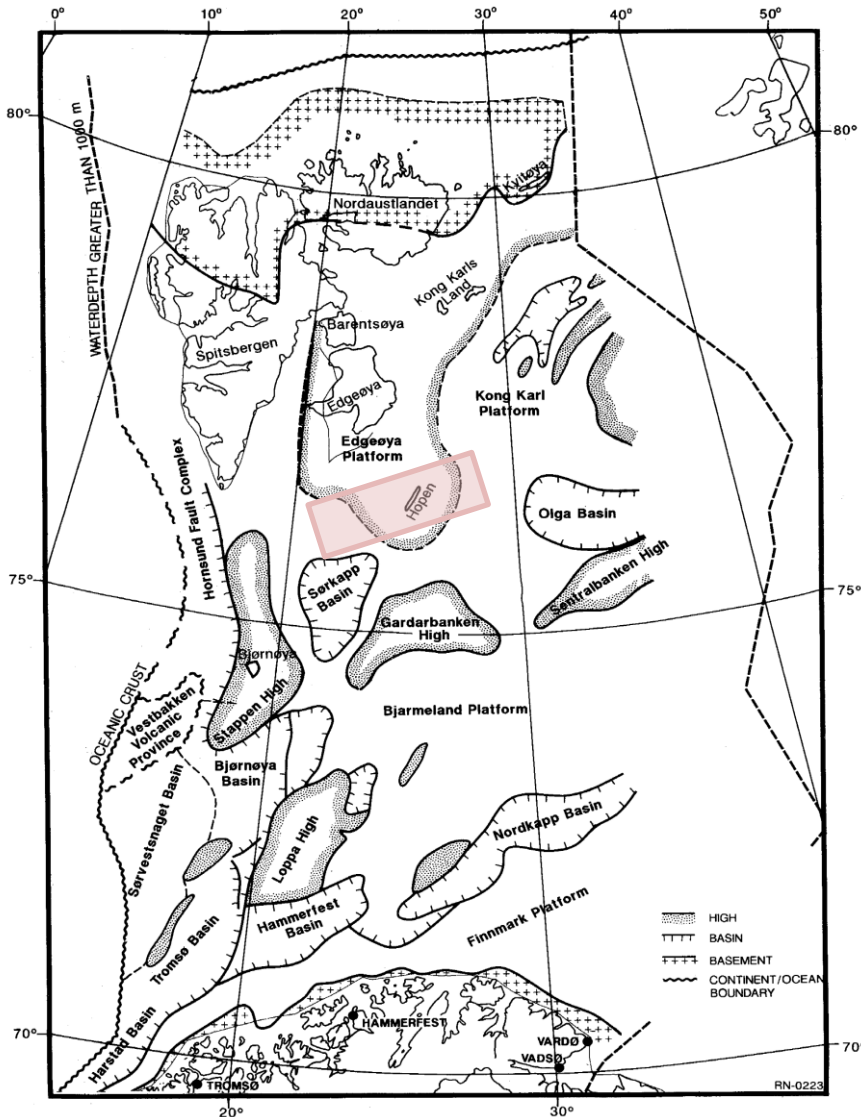 0°
10°
20°
30°
40°
50°
80°
80°
WATERDEPTH GREATER THAN 1000 m
Nordaustlandet
Kvitøya
Kong Karls
Land
Barentsøya
Spitsbergen
Edgeøya
Kong Karl
Platform
Edgeøya
Platform
Hopen
Hornsund Fault Complex
Olga Basin
Sentralbanken High
75°
75°
Sørkapp
Basin
Gardarbanken
High
Bjørnøya
Stappen High
OCEANIC CRUST
Vestbakken
Volcanic
Province
Bjarmeland Platform
Bjørnøya
Basin
Sørvestsnaget Basin
Loppa High
Nordkapp Basin
Hammerfest
Basin
Finnmark Platform
Tromsø Basin
Harstad Basin
HIGH
BASIN
BASEMENT
CONTINENT/OCEAN
BOUNDARY
70°
70°
HAMMERFEST
VARDØ
VADSØ
TROMSØ
RN-0223
20°
30°